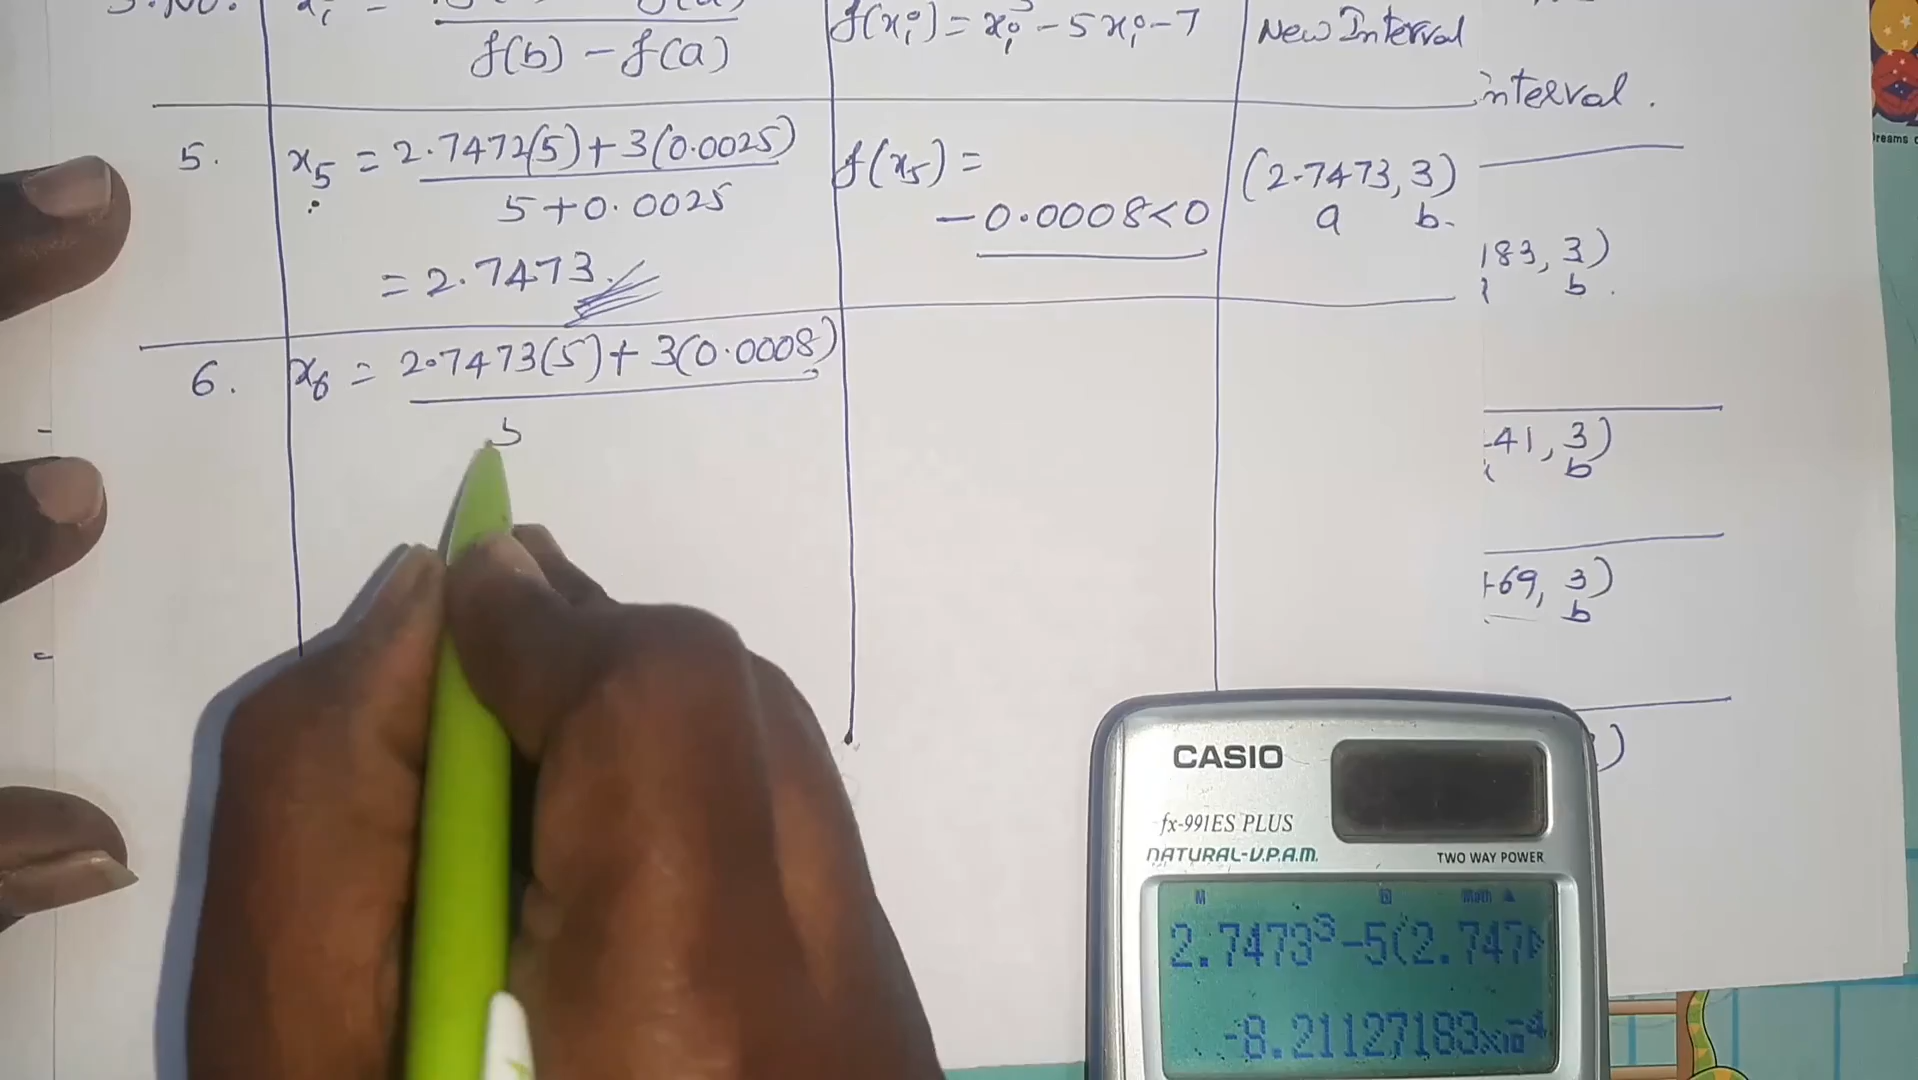 f(b) - f(a)
f(xi) = xi³ - 5xi - 7
New Interval
interval.
5.
x5 = 2.7472(5) + 3(0.0025)
5 + 0.0025
= 2.7473.
f(x5) =
-0.0008 < 0
(2.7473, 3)
a b.
183, 3)
b.
6.
x6 = 2.7473(5) + 3(0.0008)
5
41, 3)
b
69, 3)
b
)
CASIO
fx-991ES PLUS
NATURAL-V.P.A.M.
TWO WAY POWER
M D Math ▲
2.7473³-5(2.747
-8.21127183x10⁻⁴